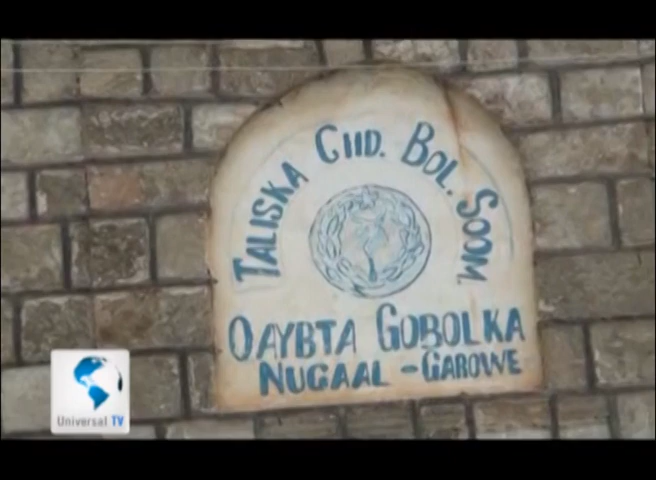 TALISKA CIID. BOL. SOOM.
QAYBTA GOBOLKA
NUGAAL - GAROWE
Universal TV